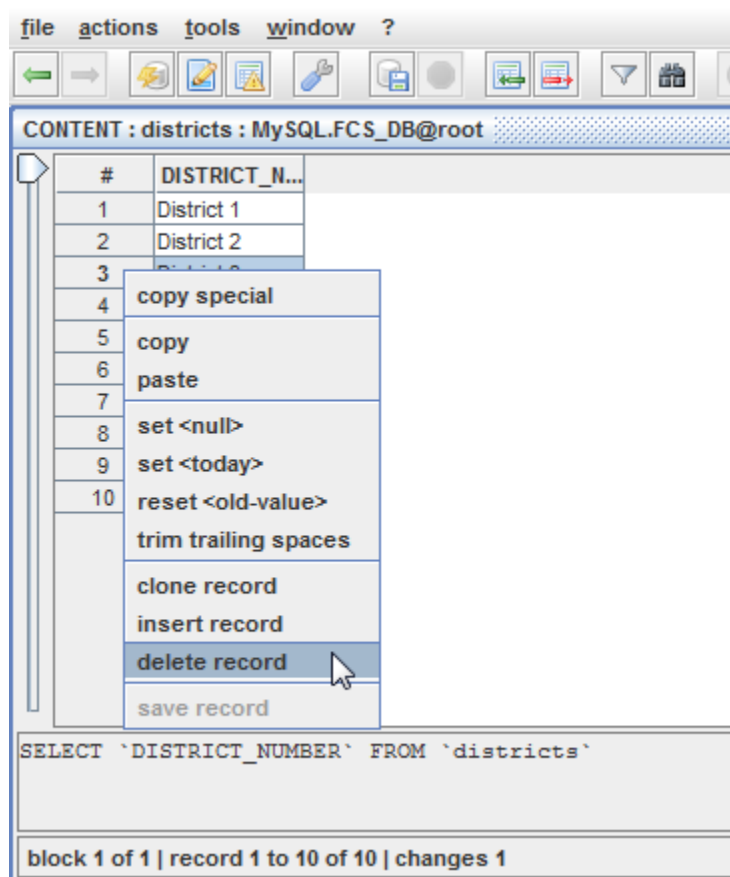 file actions tools window ?
CONTENT : districts : MySQL.FCS_DB@root
# DISTRICT_N...
1 District 1
2 District 2
3
4
5
6
7
8
9
10
copy special
copy
paste
set <null>
set <today>
reset <old-value>
trim trailing spaces
clone record
insert record
delete record
save record
SELECT `DISTRICT_NUMBER` FROM `districts`
block 1 of 1 | record 1 to 10 of 10 | changes 1